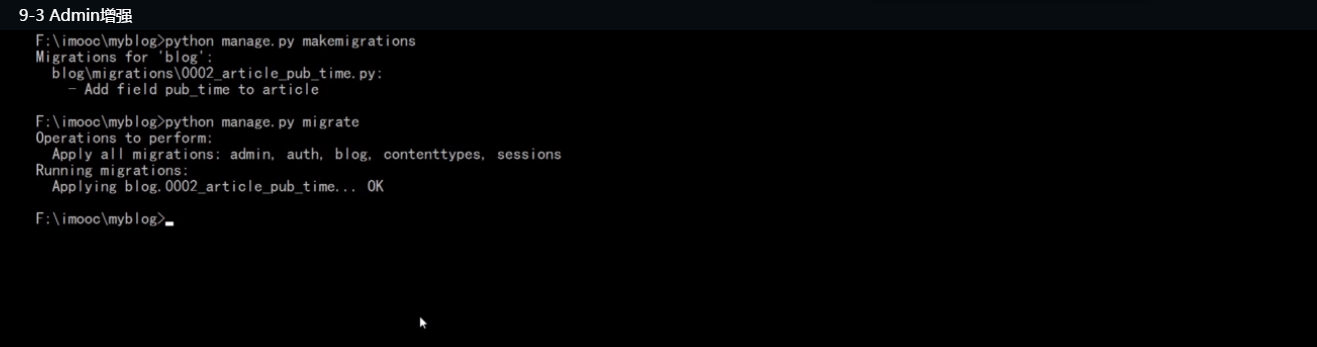 9-3 Admin增强
F:\imooc\myblog>python manage.py makemigrations
Migrations for 'blog':
blog\migrations\0002_article_pub_time.py:
- Add field pub_time to article
F:\imooc\myblog>python manage.py migrate
Operations to perform:
Apply all migrations: admin, auth, blog, contenttypes, sessions
Running migrations:
Applying blog.0002_article_pub_time... OK
F:\imooc\myblog>